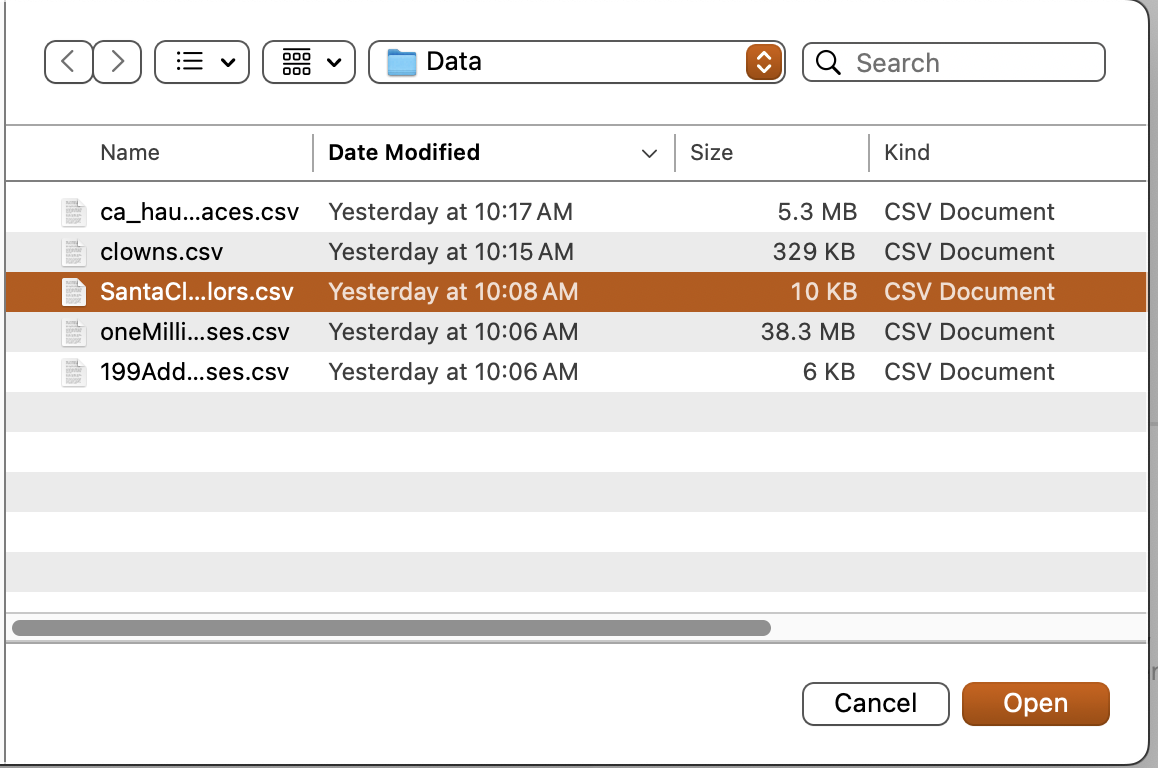 Data
Search
Name Date Modified Size Kind
ca_hau...aces.csv Yesterday at 10:17 AM 5.3 MB CSV Document
clowns.csv Yesterday at 10:15 AM 329 KB CSV Document
SantaCl...lors.csv Yesterday at 10:08 AM 10 KB CSV Document
oneMilli...ses.csv Yesterday at 10:06 AM 38.3 MB CSV Document
199Add...ses.csv Yesterday at 10:06 AM 6 KB CSV Document
Cancel Open